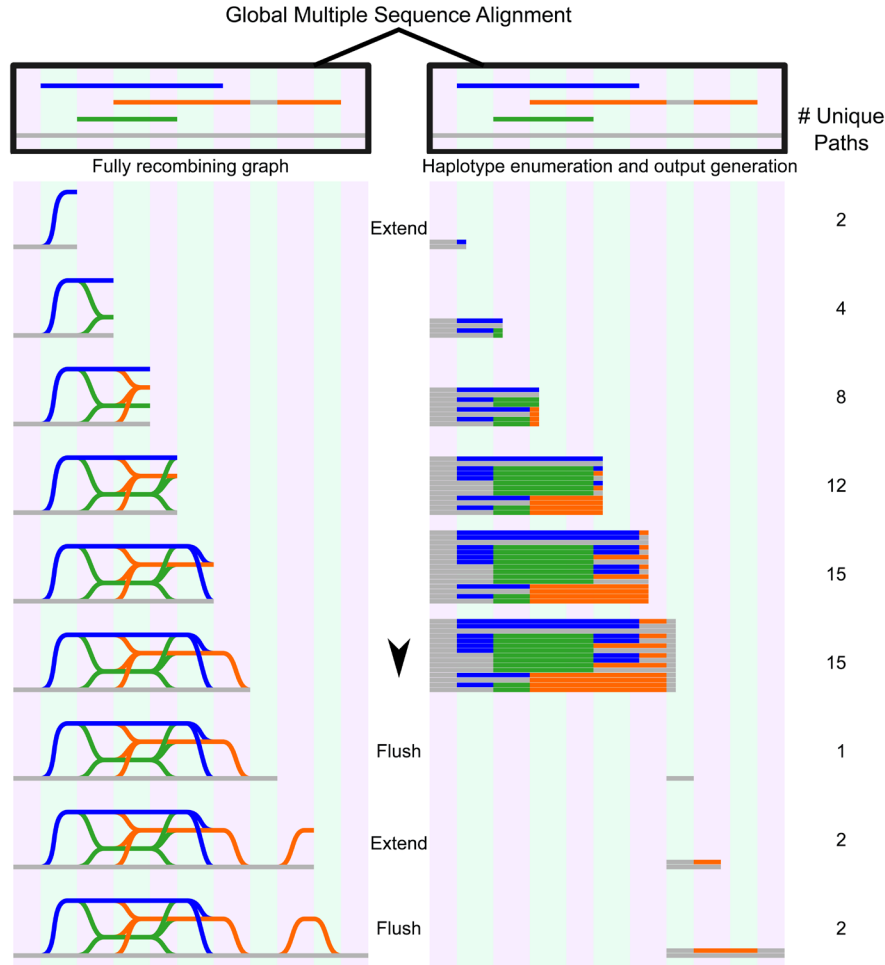 Global Multiple Sequence Alignment
# Unique
Paths
Fully recombining graph
Haplotype enumeration and output generation
Extend
2
4
8
12
15
15
Flush
1
Extend
2
Flush
2